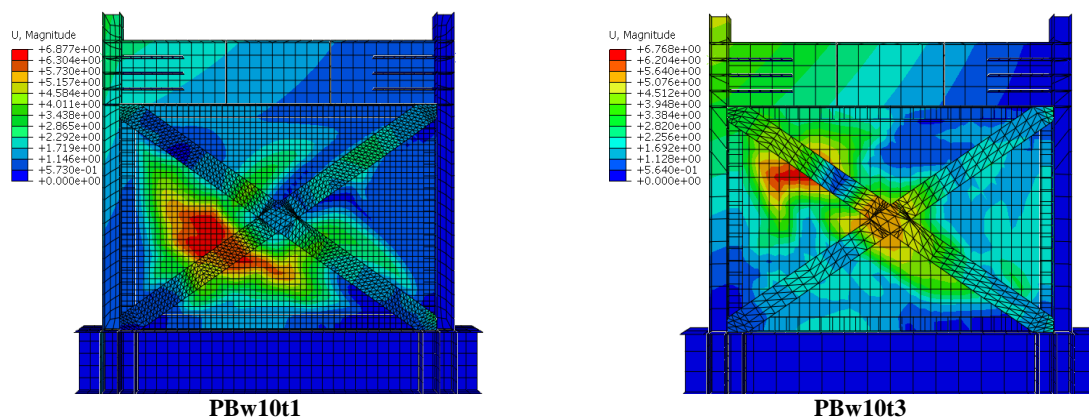 U, Magnitude
+6.877e+00
+6.304e+00
+5.730e+00
+5.157e+00
+4.584e+00
+4.011e+00
+3.438e+00
+2.865e+00
+2.292e+00
+1.719e+00
+1.146e+00
+5.730e-01
+0.000e+00
PBw10t1
U, Magnitude
+6.768e+00
+6.204e+00
+5.640e+00
+5.076e+00
+4.512e+00
+3.948e+00
+3.384e+00
+2.820e+00
+2.256e+00
+1.692e+00
+1.128e+00
+5.640e-01
+0.000e+00
PBw10t3